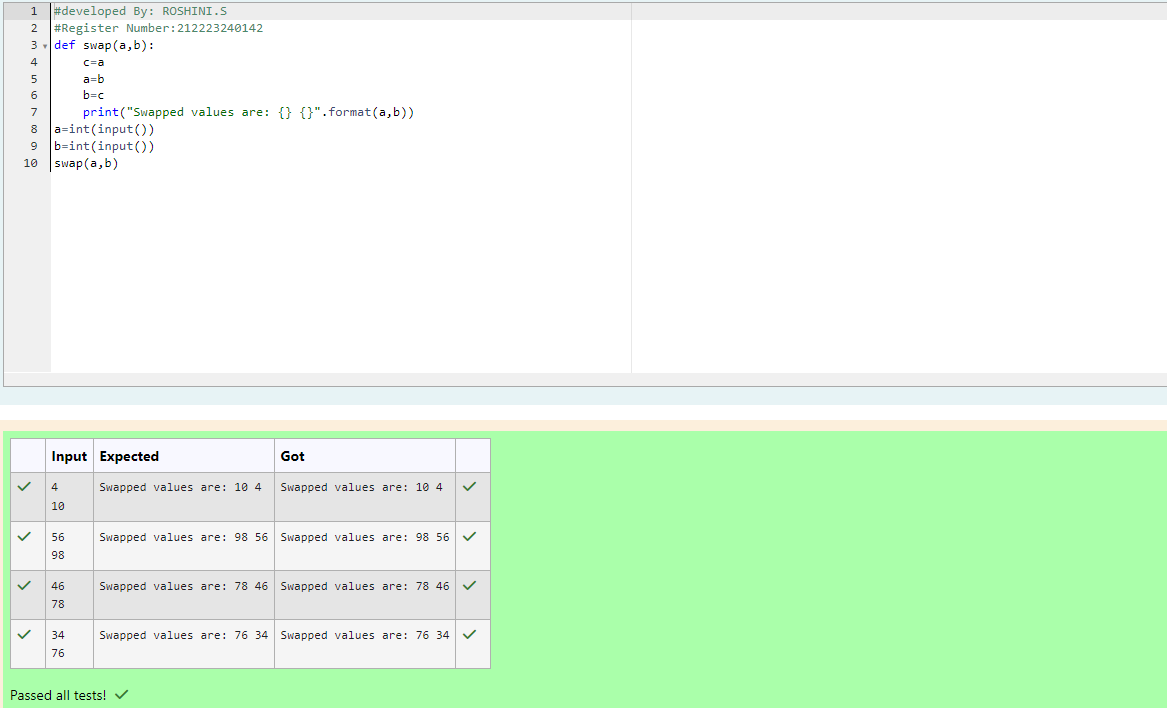 1 #developed By: ROSHINI.S
2 #Register Number:212223240142
3 def swap(a,b):
4     c=a
5     a=b
6     b=c
7     print("Swapped values are: {} {}".format(a,b))
8 a=int(input())
9 b=int(input())
10 swap(a,b)
Input Expected Got
4 Swapped values are: 10 4 Swapped values are: 10 4
10
56 Swapped values are: 98 56 Swapped values are: 98 56
98
46 Swapped values are: 78 46 Swapped values are: 78 46
78
34 Swapped values are: 76 34 Swapped values are: 76 34
76
Passed all tests!